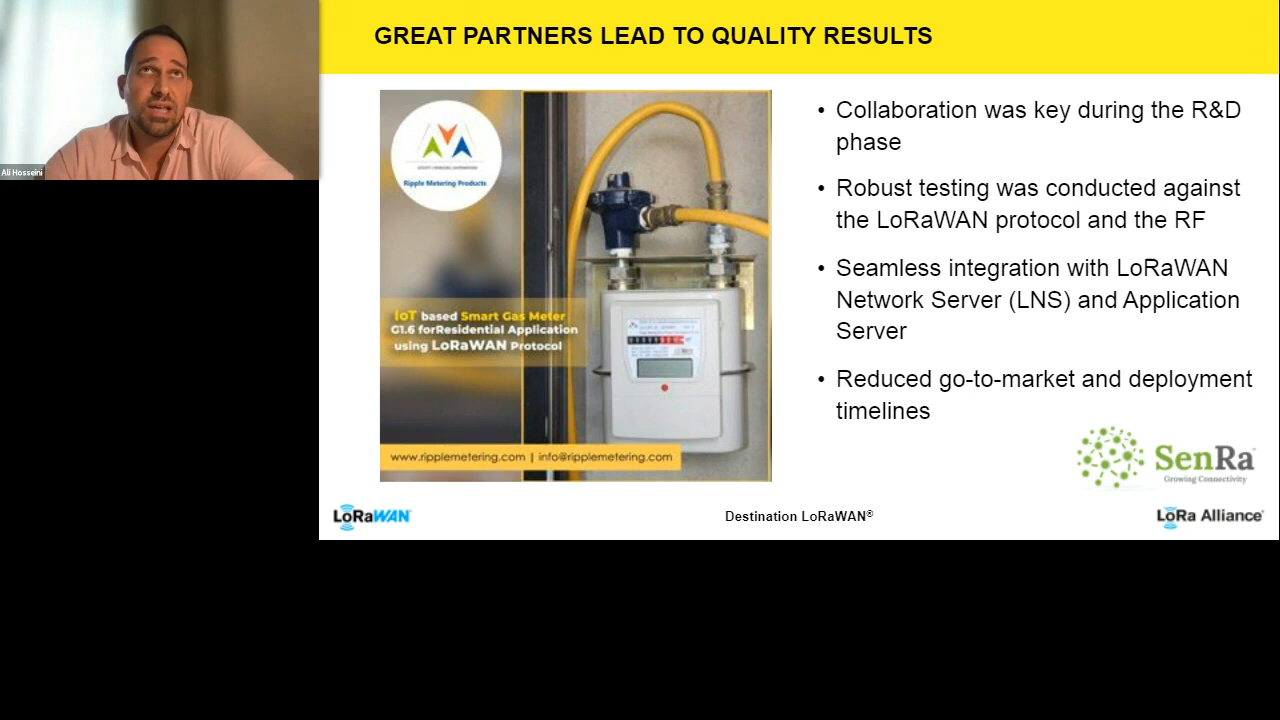 GREAT PARTNERS LEAD TO QUALITY RESULTS
Ali Hosseini
Ripple Metering Products
IoT based Smart Gas Meter
G1.6 forResidential Application
using LoRaWAN Protocol
www.ripplemetering.com | info@ripplemetering.com
• Collaboration was key during the R&D
phase
• Robust testing was conducted against
the LoRaWAN protocol and the RF
• Seamless integration with LoRaWAN
Network Server (LNS) and Application
Server
• Reduced go-to-market and deployment
timelines
SenRa™
Growing Connectivity
LoRaWAN
Destination LoRaWAN®
LoRa Alliance